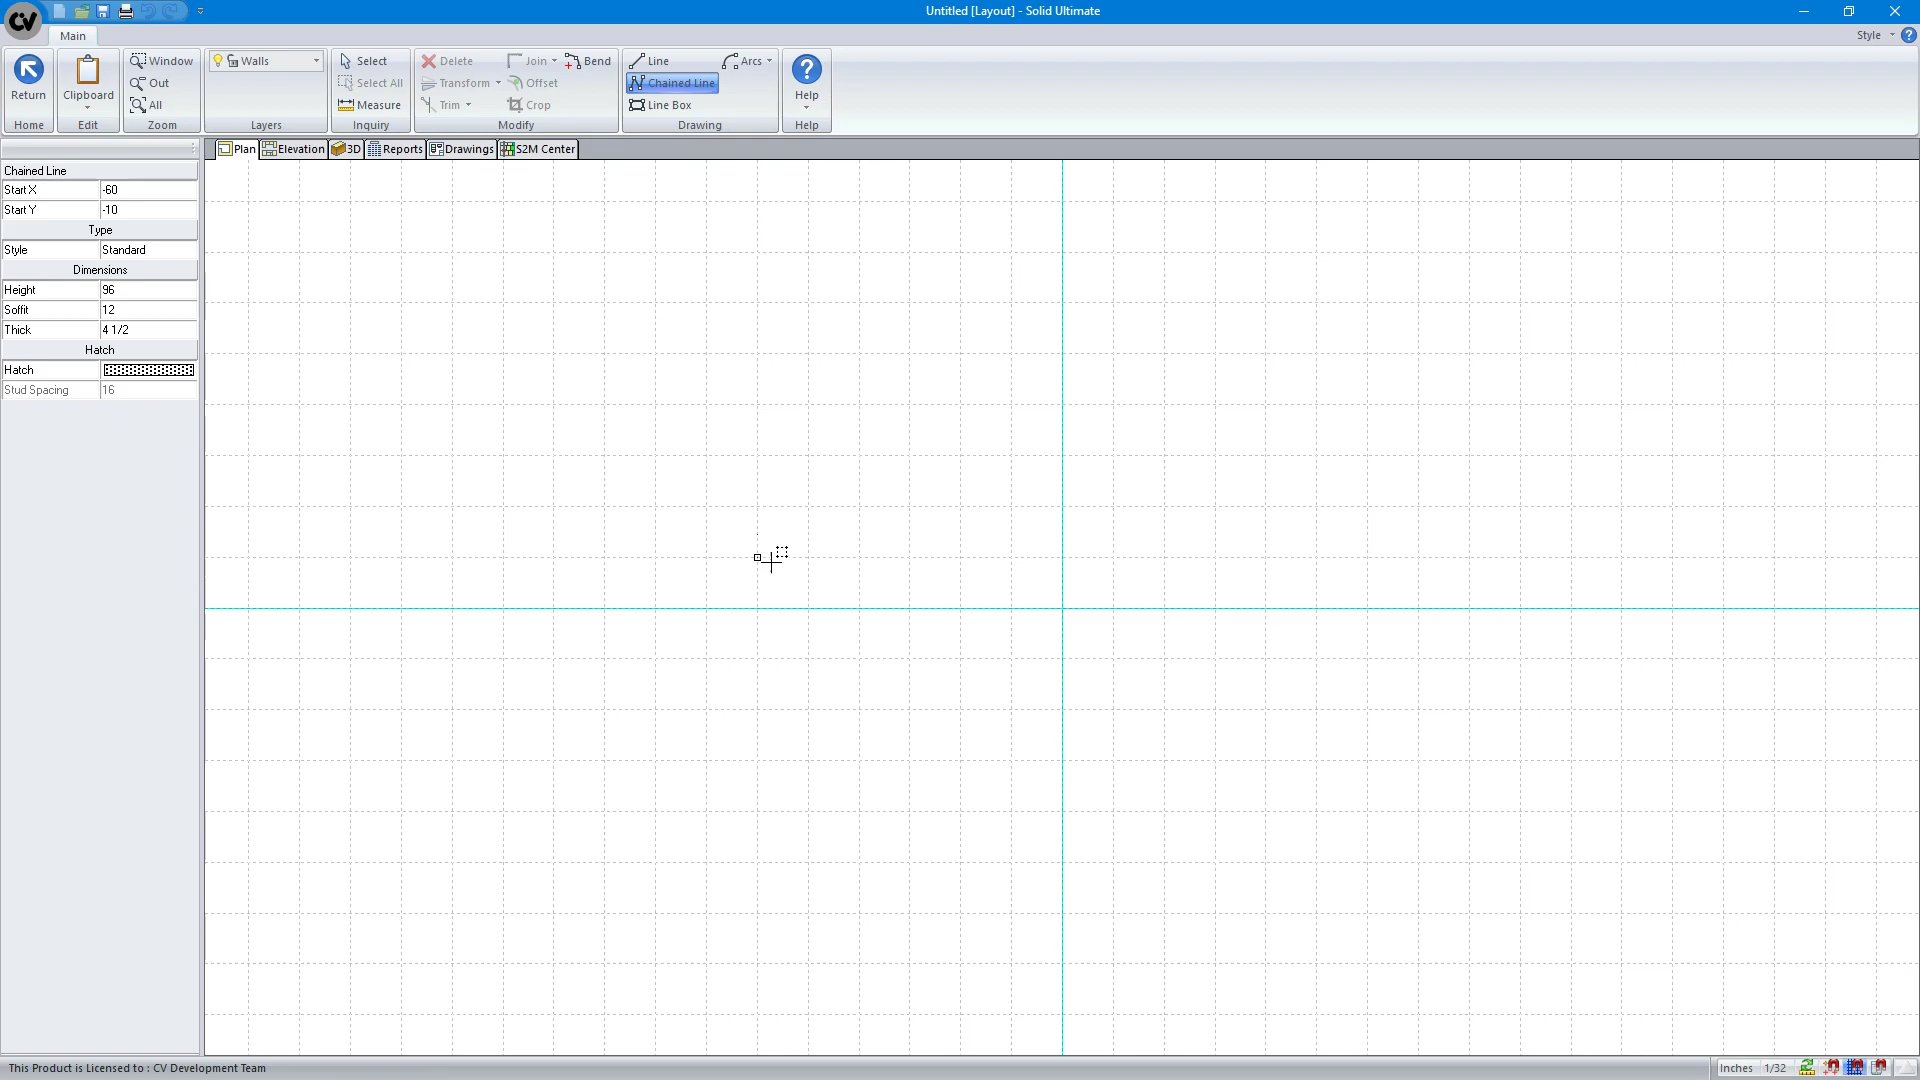 Untitled [Layout] - Solid Ultimate
CV
Main
Style
Return
Home
Clipboard
Edit
Window
Out
All
Zoom
Walls
Layers
Select
Select All
Measure
Inquiry
Delete
Join
Bend
Transform
Offset
Trim
Crop
Modify
Line
Arcs
Chained Line
Line Box
Drawing
Help
Help
Plan
Elevation
3D
Reports
Drawings
S2M Center
Chained Line
Start X -60
Start Y -10
Type
Style Standard
Dimensions
Height 96
Soffit 12
Thick 4 1/2
Hatch
Hatch
Stud Spacing 16
This Product is Licensed to : CV Development Team
Inches 1/32